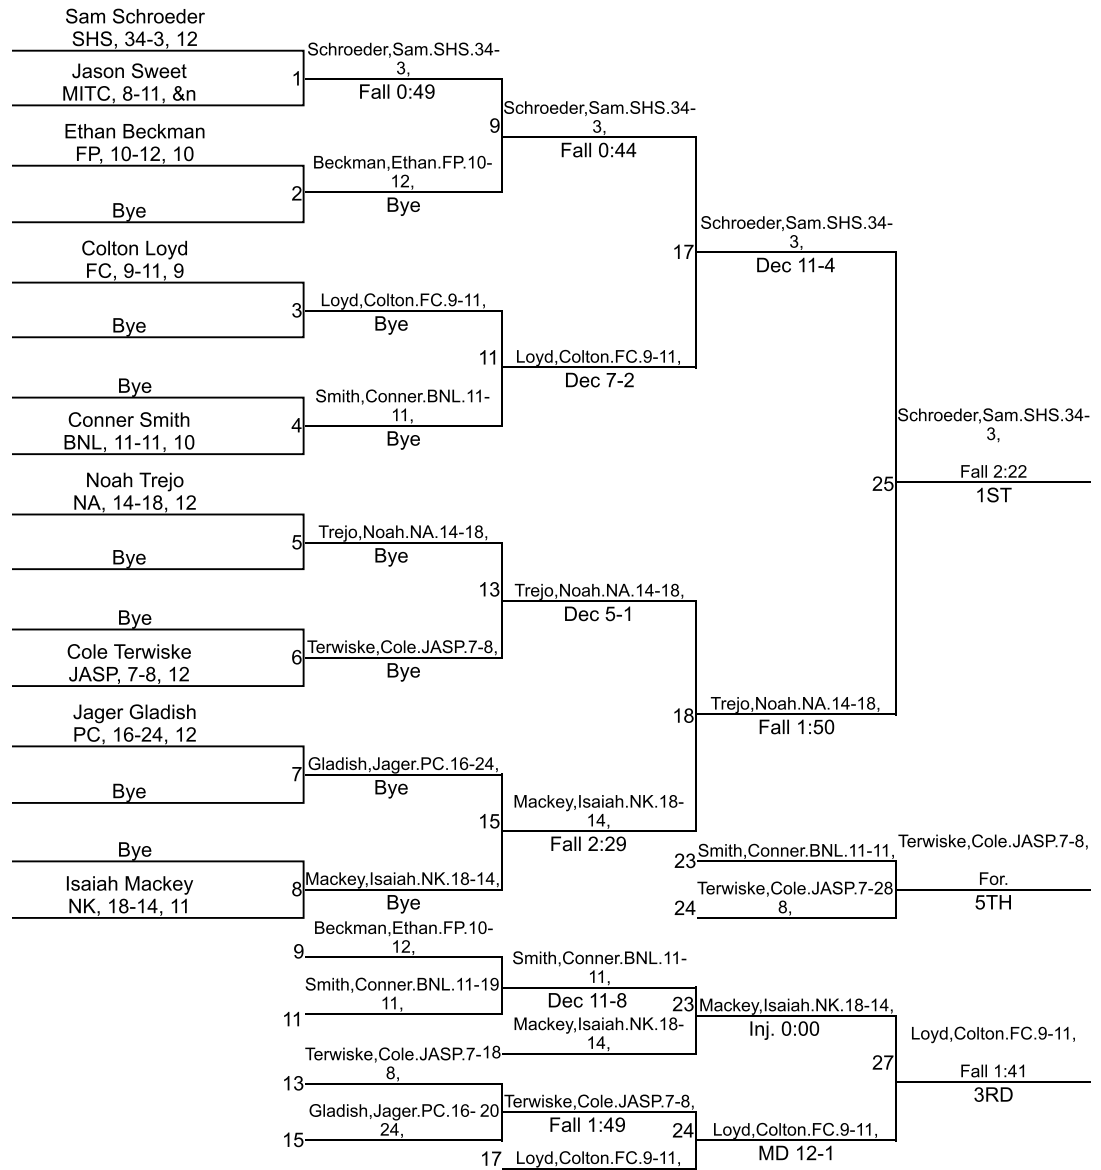 Sam Schroeder
SHS, 34-3, 12
Jason Sweet
MITC, 8-11, &n
1
Schroeder,Sam.SHS.34-
3,
Fall 0:49
Ethan Beckman
FP, 10-12, 10
Bye
2
Beckman,Ethan.FP.10-
12,
Bye
9
Schroeder,Sam.SHS.34-
3,
Fall 0:44
Colton Loyd
FC, 9-11, 9
Bye
3
Loyd,Colton.FC.9-11,
Bye
Bye
Conner Smith
BNL, 11-11, 10
4
Smith,Conner.BNL.11-
11,
Bye
11
Loyd,Colton.FC.9-11,
Dec 7-2
17
Schroeder,Sam.SHS.34-
3,
Dec 11-4
Noah Trejo
NA, 14-18, 12
Bye
5
Trejo,Noah.NA.14-18,
Bye
Bye
Cole Terwiske
JASP, 7-8, 12
6
Terwiske,Cole.JASP.7-8,
Bye
13
Trejo,Noah.NA.14-18,
Dec 5-1
Jager Gladish
PC, 16-24, 12
Bye
7
Gladish,Jager.PC.16-24,
Bye
Bye
Isaiah Mackey
NK, 18-14, 11
8
Mackey,Isaiah.NK.18-14,
Bye
15
Mackey,Isaiah.NK.18-
14,
Fall 2:29
18
Trejo,Noah.NA.14-18,
Fall 1:50
25
Schroeder,Sam.SHS.34-
3,
Fall 2:22
1ST
23
Smith,Conner.BNL.11-11,
24
Terwiske,Cole.JASP.7-28
8,
Terwiske,Cole.JASP.7-8,
For.
5TH
9
Beckman,Ethan.FP.10-
12,
11
Smith,Conner.BNL.11-19
11,
Smith,Conner.BNL.11-
11,
Dec 11-8
18
Mackey,Isaiah.NK.18-
14,
23
Mackey,Isaiah.NK.18-14,
Inj. 0:00
13
Terwiske,Cole.JASP.7-
8,
15
Gladish,Jager.PC.16- 20
24,
Terwiske,Cole.JASP.7-8,
Fall 1:49
17
Loyd,Colton.FC.9-11,
24
Loyd,Colton.FC.9-11,
MD 12-1
27
Loyd,Colton.FC.9-11,
Fall 1:41
3RD